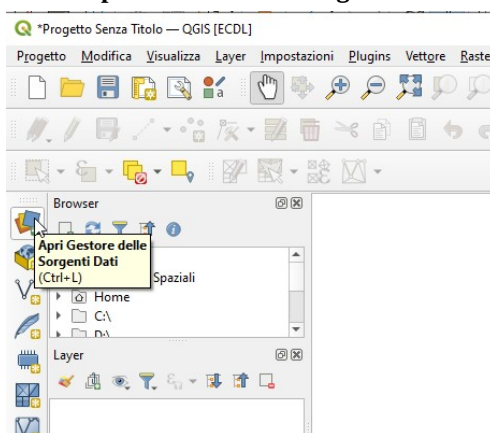 *Progetto Senza Titolo — QGIS [ECDL]
Progetto Modifica Visualizza Layer Impostazioni Plugins Vettore Raste
Browser
Apri Gestore delle
Sorgenti Dati
(Ctrl+L)
Spaziali
Home
C:\
D:\
Layer